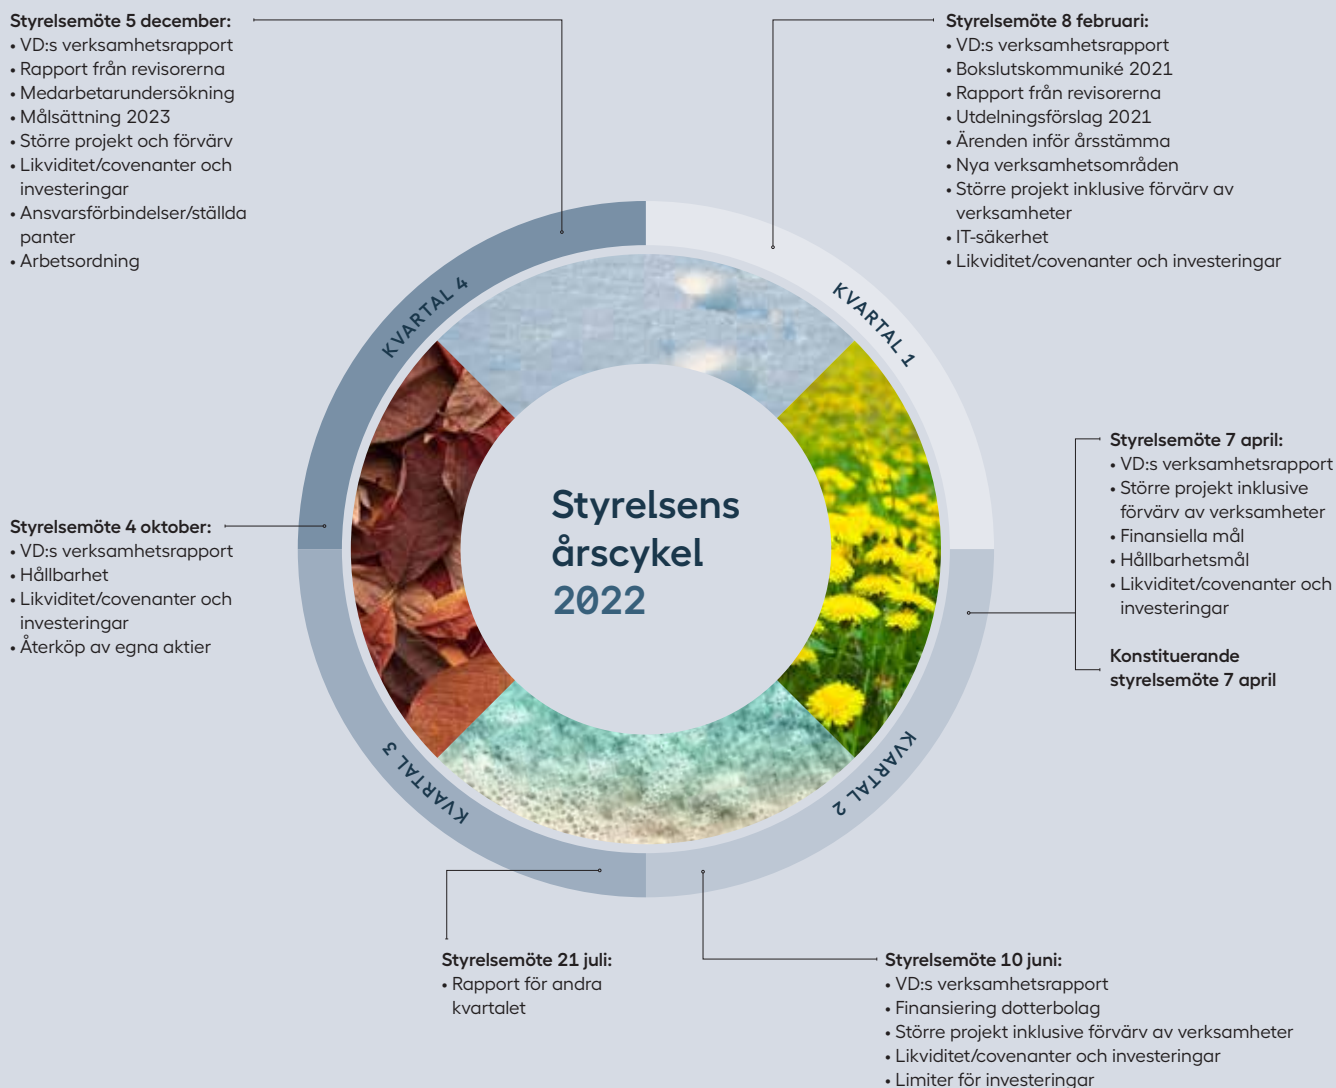 Styrelsemöte 5 december:
• VD:s verksamhetsrapport
• Rapport från revisorerna
• Medarbetarundersökning
• Målsättning 2023
• Större projekt och förvärv
• Likviditet/covenanter och
investeringar
• Ansvarsförbindelser/ställda
panter
• Arbetsordning
Styrelsemöte 8 februari:
• VD:s verksamhetsrapport
• Bokslutskommuniké 2021
• Rapport från revisorerna
• Utdelningsförslag 2021
• Ärenden inför årsstämma
• Nya verksamhetsområden
• Större projekt inklusive förvärv av
verksamheter
• IT-säkerhet
• Likviditet/covenanter och investeringar
KVARTAL 4
KVARTAL 1
Styrelsens
årscykel
2022
Styrelsemöte 7 april:
• VD:s verksamhetsrapport
• Större projekt inklusive
förvärv av verksamheter
• Finansiella mål
• Hållbarhetsmål
• Likviditet/covenanter och
investeringar
Konstituerande
styrelsemöte 7 april
Styrelsemöte 4 oktober:
• VD:s verksamhetsrapport
• Hållbarhet
• Likviditet/covenanter och
investeringar
• Återköp av egna aktier
KVARTAL 3
KVARTAL 2
Styrelsemöte 21 juli:
• Rapport för andra
kvartalet
Styrelsemöte 10 juni:
• VD:s verksamhetsrapport
• Finansiering dotterbolag
• Större projekt inklusive förvärv av verksamheter
• Likviditet/covenanter och investeringar
• Limiter för investeringar